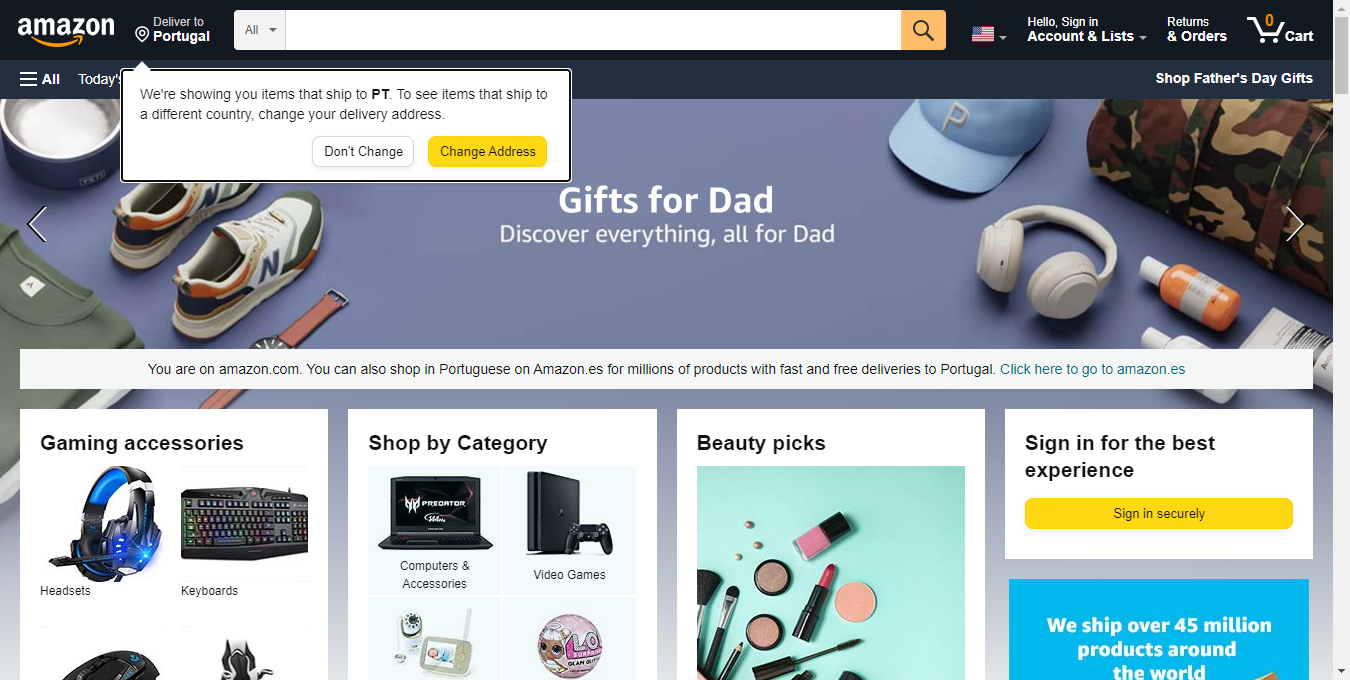 amazon
Deliver to
Portugal
All
Hello, Sign in
Account & Lists
Returns
& Orders
0
Cart
All
Today's
Shop Father's Day Gifts
We're showing you items that ship to PT. To see items that ship to
a different country, change your delivery address.
Don't Change
Change Address
YETI
P
N
Gifts for Dad
Discover everything, all for Dad
You are on amazon.com. You can also shop in Portuguese on Amazon.es for millions of products with fast and free deliveries to Portugal. Click here to go to amazon.es
Gaming accessories
Headsets
Keyboards
Shop by Category
PREDATOR
Computers &
Accessories
Video Games
Beauty picks
Sign in for the best
experience
Sign in securely
We ship over 45 million
products around
the world